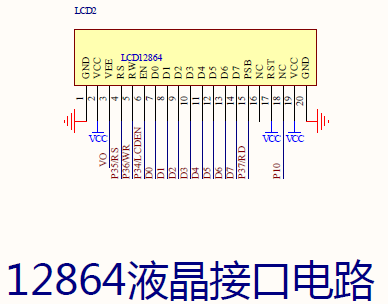 LCD2
LCD12864
GND VCC VEE RS RW EN D0 D1 D2 D3 D4 D5 D6 D7 PSB NC RST NC VCC GND
1 2 3 4 5 6 7 8 9 10 11 12 13 14 15 16 17 18 19 20
VCC VCC VCC
VO P35/RS P36/WR P34/LCDEN D0 D1 D2 D3 D4 D5 D6 D7 P37/RD P10
12864液晶接口电路